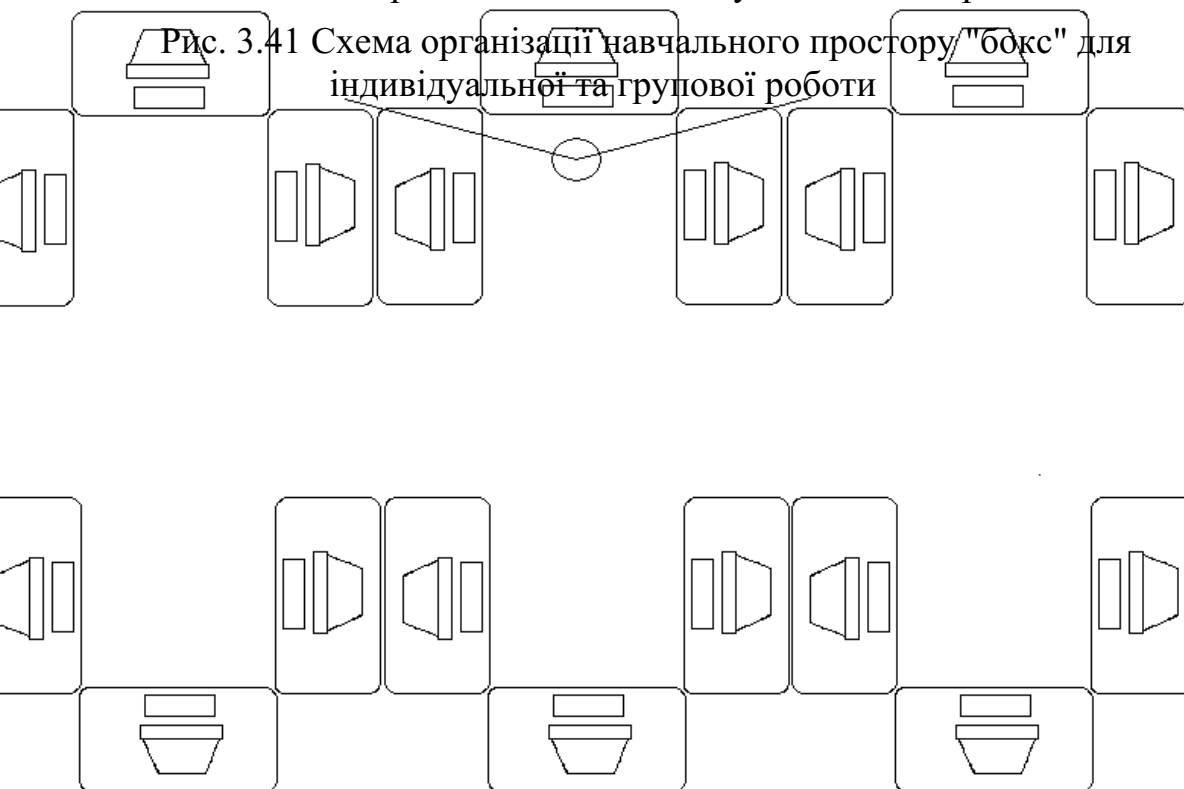 Рис. 3.41 Схема організації навчального простору "бокс" для
індивідуальної та групової роботи